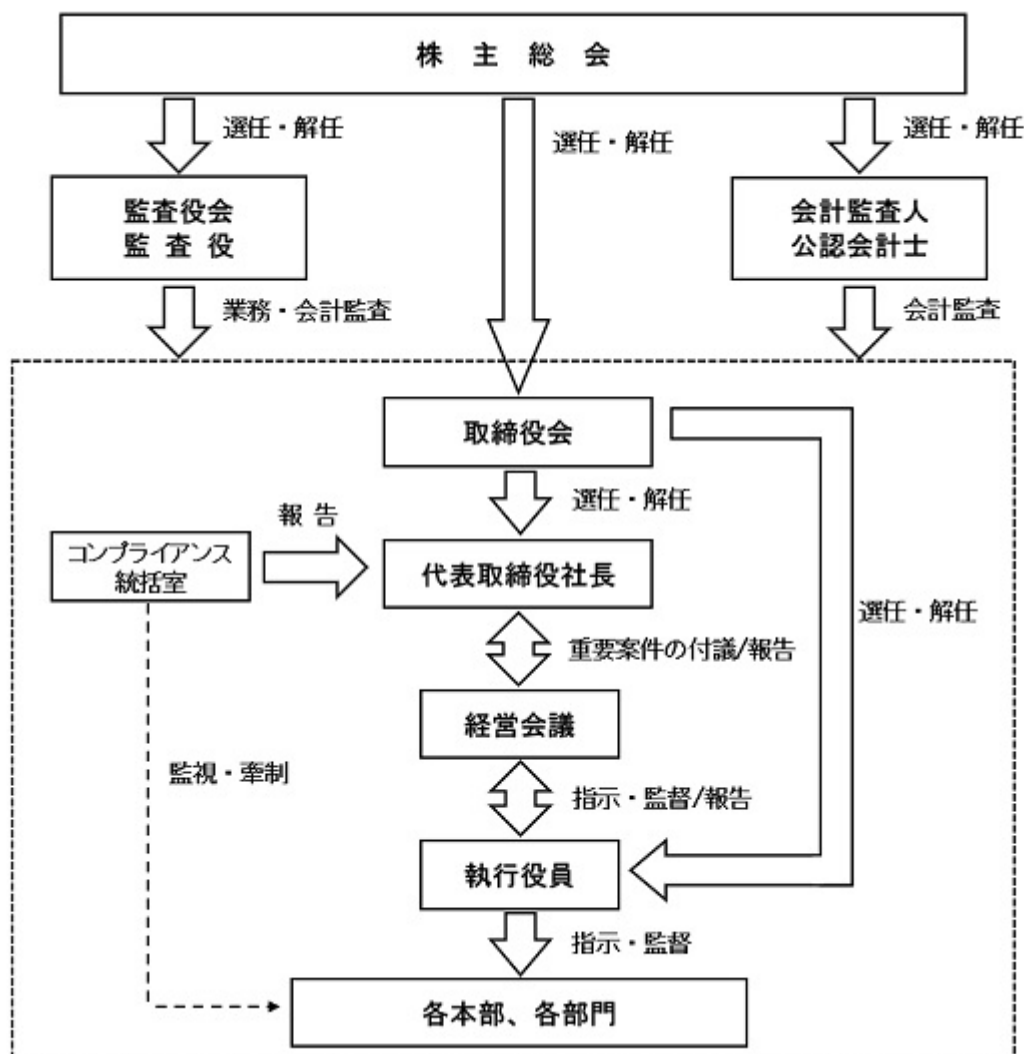 株主総会
選任・解任
選任・解任
選任・解任
監査役会
監査役
会計監査人
公認会計士
業務・会計監査
会計監査
取締役会
選任・解任
報告
コンプライアンス
統括室
代表取締役社長
選任・解任
重要案件の付議/報告
経営会議
監視・牽制
指示・監督/報告
執行役員
指示・監督
各本部、各部門